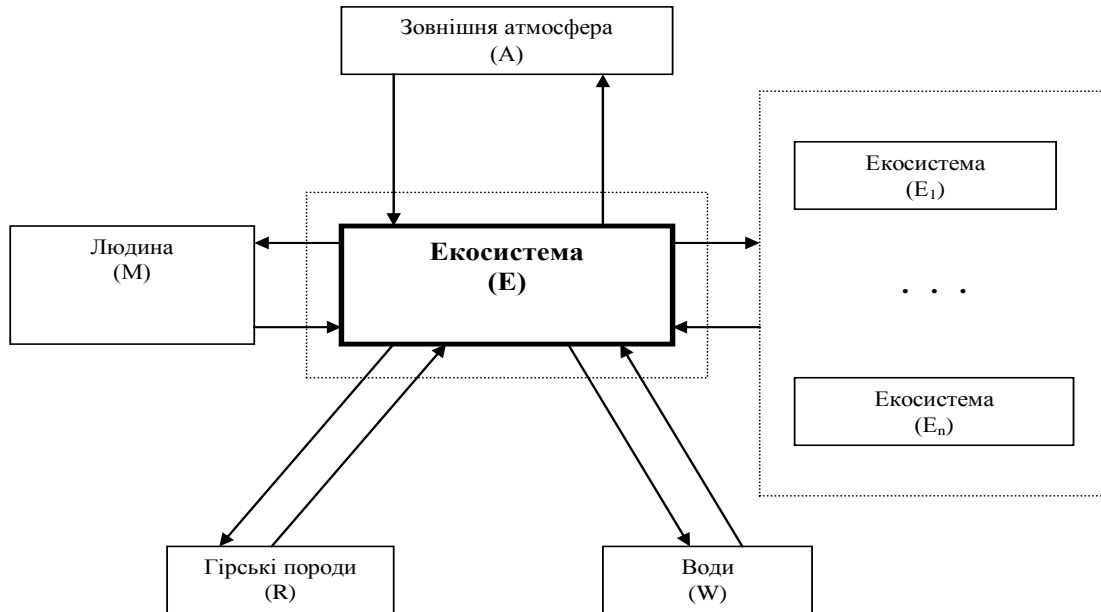 Зовнішня атмосфера
(А)
Екосистема
(E₁)
Людина
(М)
Екосистема
(Е)
. . .
Екосистема
(Eₙ)
Гірські породи
(R)
Води
(W)